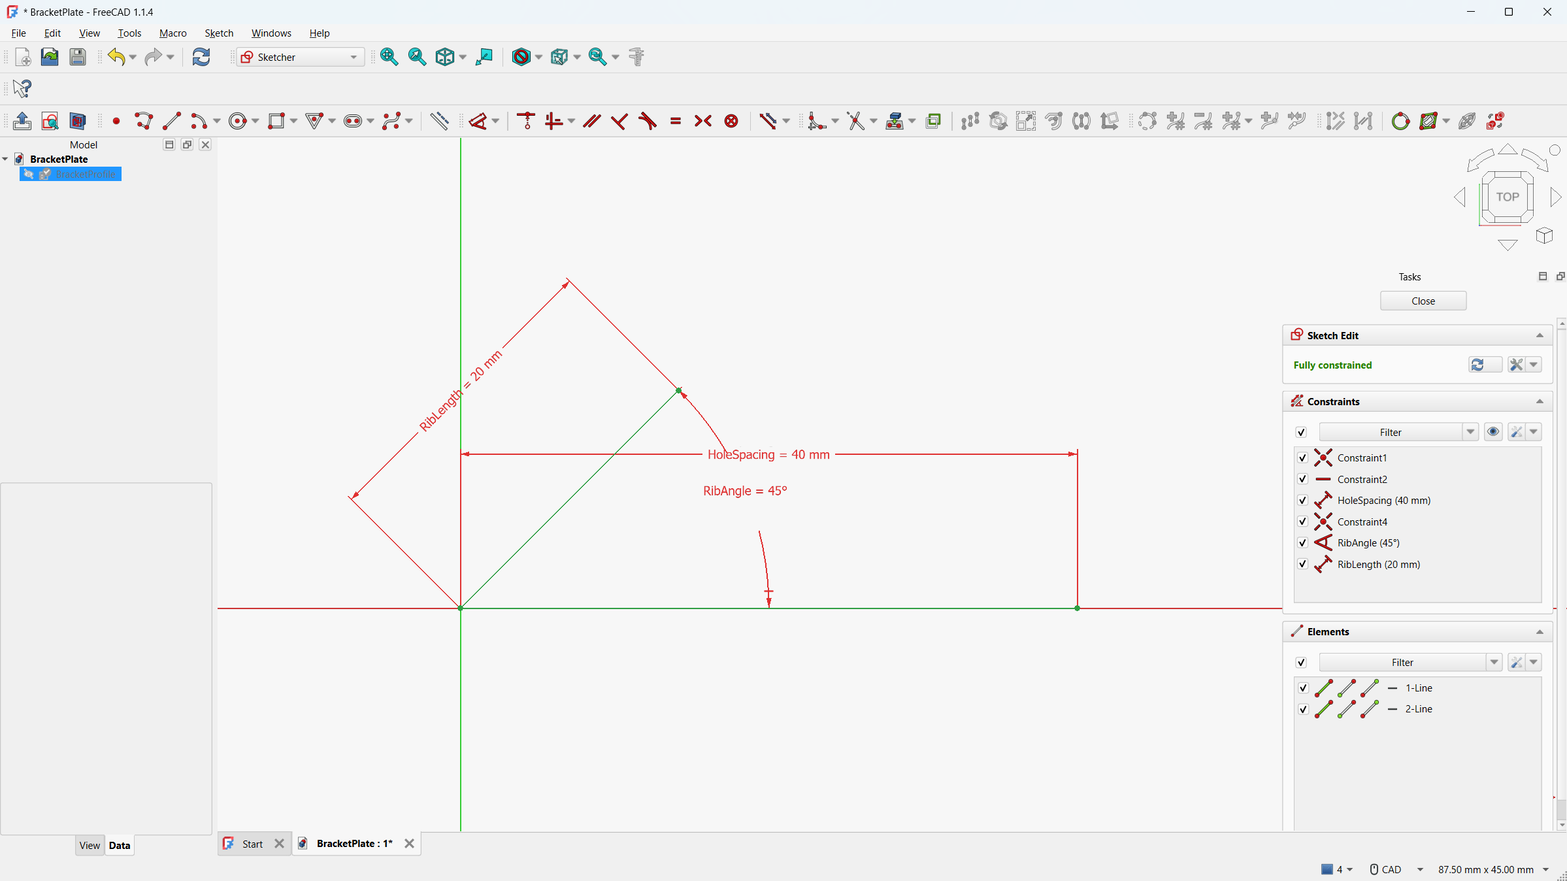 * BracketPlate - FreeCAD 1.1.4
File Edit View Tools Macro Sketch Windows Help
Sketcher
Model
BracketPlate
BracketProfile
TOP
Tasks
Close
Sketch Edit
Fully constrained
Constraints
Filter
Constraint1
Constraint2
HoleSpacing (40 mm)
Constraint4
RibAngle (45°)
RibLength (20 mm)
Elements
Filter
1-Line
2-Line
RibLength = 20 mm
HoleSpacing = 40 mm
RibAngle = 45°
View Data
Start
BracketPlate : 1*
4 CAD 87.50 mm x 45.00 mm